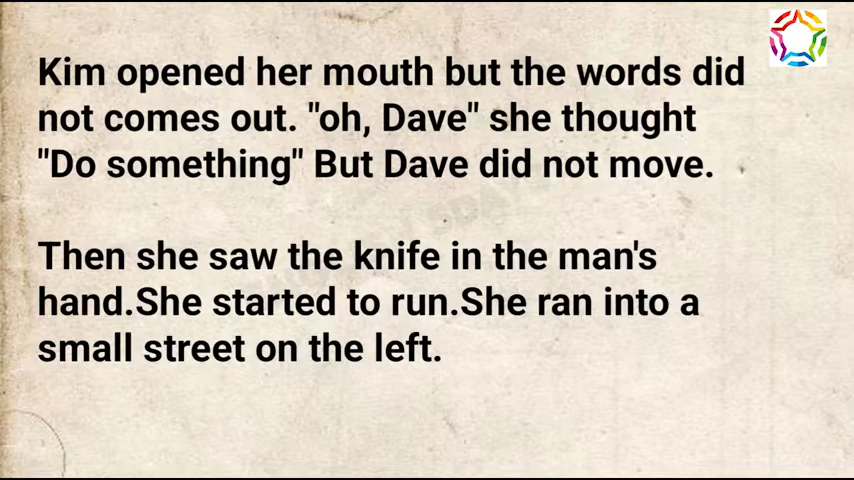 Kim opened her mouth but the words did
not comes out. "oh, Dave" she thought
"Do something" But Dave did not move.
Then she saw the knife in the man's
hand.She started to run.She ran into a
small street on the left.